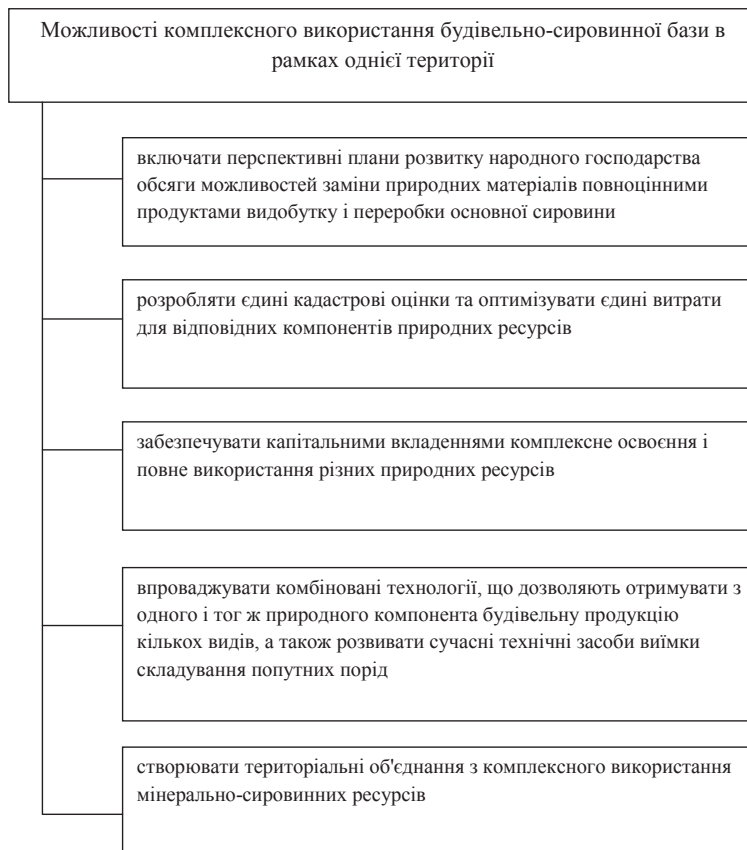 Можливості комплексного використання будівельно-сировинної бази в
рамках однієї території
включати перспективні плани розвитку народного господарства
обсяги можливостей заміни природних матеріалів повноцінними
продуктами видобутку і переробки основної сировини
розробляти єдині кадастрові оцінки та оптимізувати єдині витрати
для відповідних компонентів природних ресурсів
забезпечувати капітальними вкладеннями комплексне освоєння і
повне використання різних природних ресурсів
впроваджувати комбіновані технології, що дозволяють отримувати з
одного і тог ж природного компонента будівельну продукцію
кількох видів, а також розвивати сучасні технічні засоби виїмки
складування попутних порід
створювати територіальні об'єднання з комплексного використання
мінерально-сировинних ресурсів